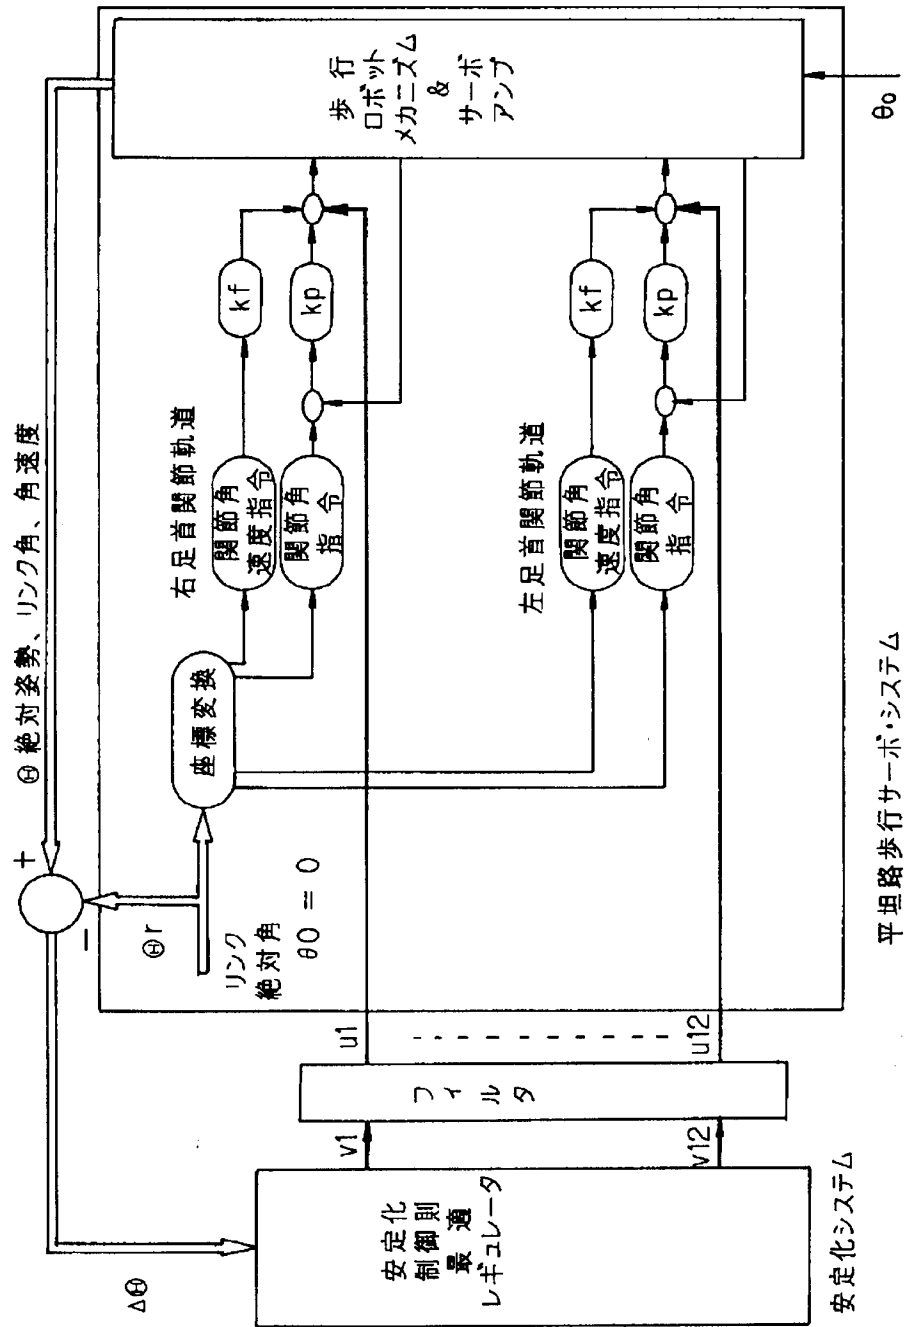 Θ絶対姿勢、リンク角、角速度
+
−
ΔΘ
Θr
リンク
絶対角
θ0 = 0
座標変換
右足首関節軌道
関節角
速度指令
関節角
指令
kf
kp
左足首関節軌道
関節角
速度指令
関節角
指令
kf
kp
歩行
ロボット
メカニズム
&
サーボ
アンプ
θ0
安定化
制御則
最適
レギュレータ
v1
v12
フィルタ
u1
u12
安定化システム
平坦路歩行サーボ・システム